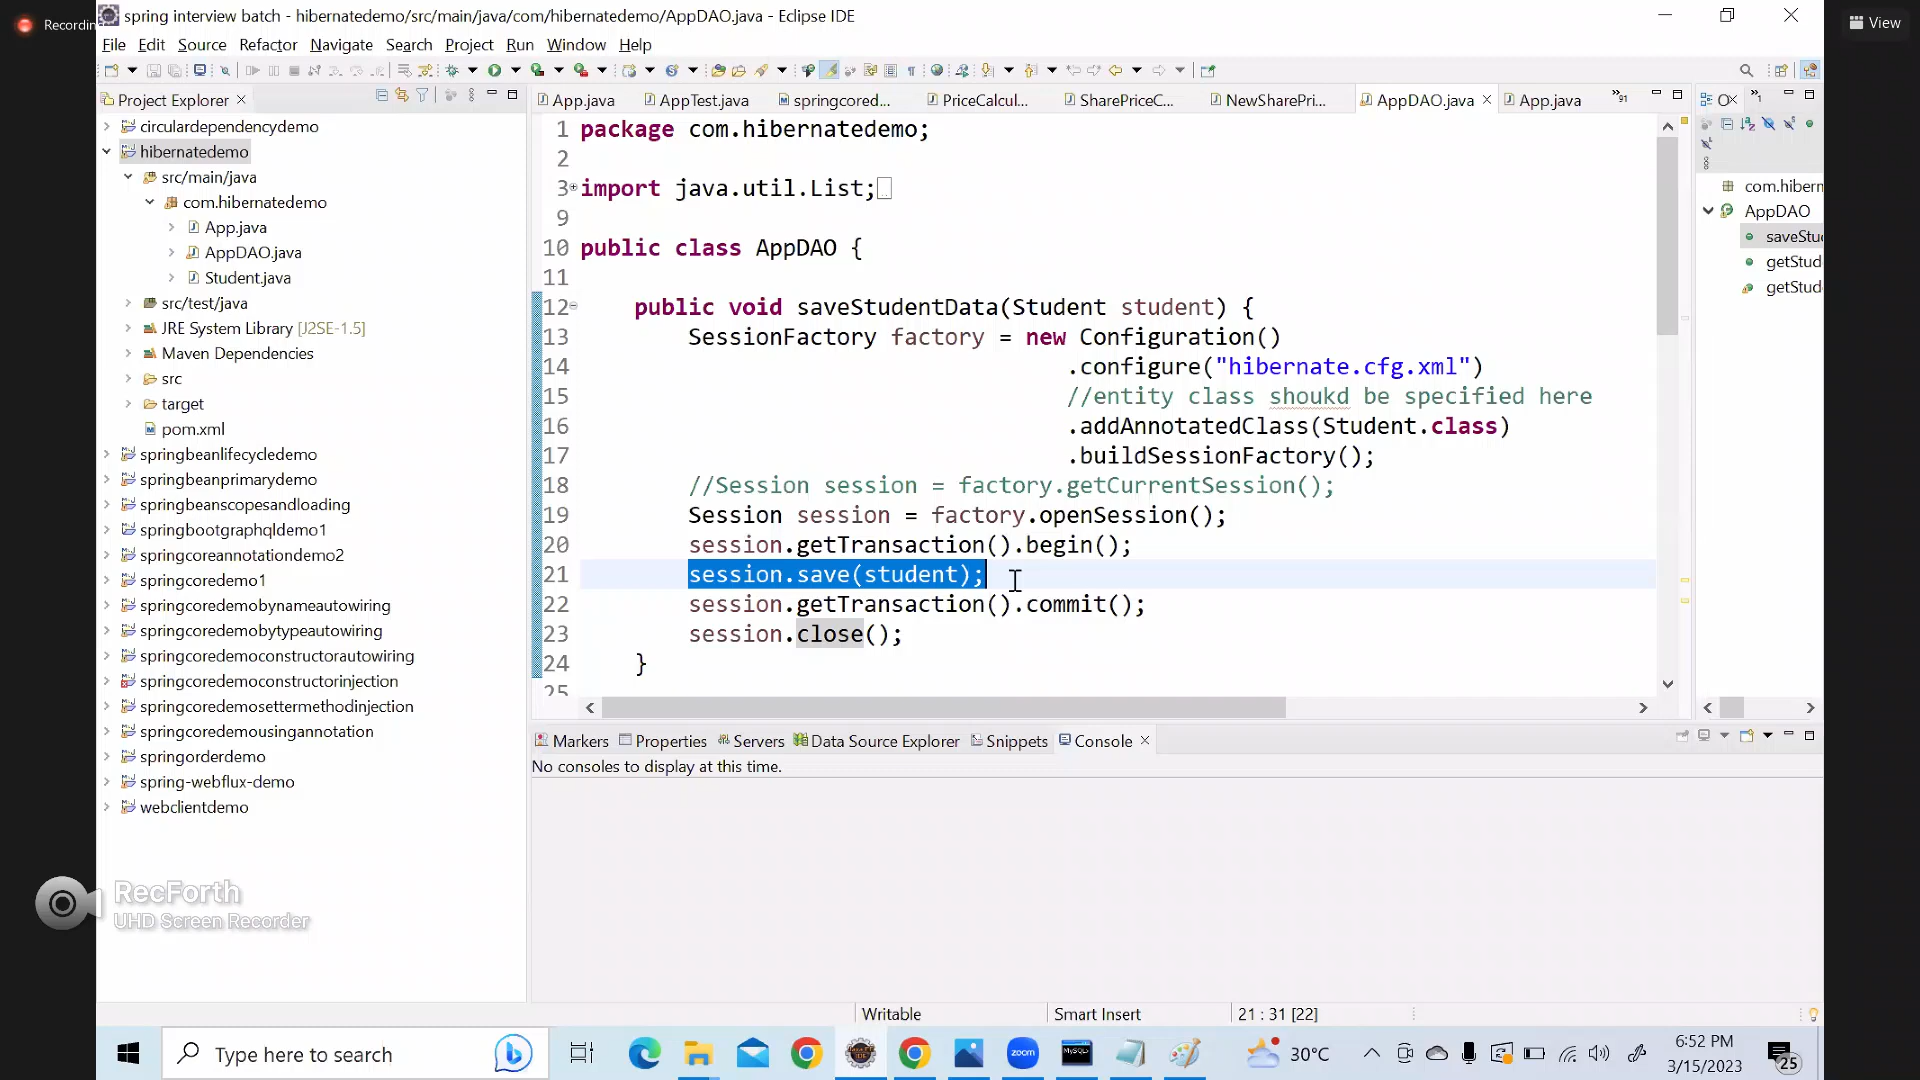 Recordin
spring interview batch - hibernatedemo/src/main/java/com/hibernatedemo/AppDAO.java - Eclipse IDE
View
File Edit Source Refactor Navigate Search Project Run Window Help
Project Explorer
circulardependencydemo
hibernatedemo
src/main/java
com.hibernatedemo
App.java
AppDAO.java
Student.java
src/test/java
JRE System Library [J2SE-1.5]
Maven Dependencies
src
target
pom.xml
springbeanlifecycledemo
springbeanprimarydemo
springbeanscopesandloading
springbootgraphqldemo1
springcoreannotationdemo2
springcoredemo1
springcoredemobynameautowiring
springcoredemobytypeautowiring
springcoredemoconstructorautowiring
springcoredemoconstructorinjection
springcoredemosettermethodinjection
springcoredemousingannotation
springorderdemo
spring-webflux-demo
webclientdemo
App.java AppTest.java springcored... PriceCalcul... SharePriceC... NewSharePri... AppDAO.java App.java »91
1 package com.hibernatedemo;
2
3 import java.util.List;
9
10 public class AppDAO {
11
12 public void saveStudentData(Student student) {
13 SessionFactory factory = new Configuration()
14 .configure("hibernate.cfg.xml")
15 //entity class shoukd be specified here
16 .addAnnotatedClass(Student.class)
17 .buildSessionFactory();
18 //Session session = factory.getCurrentSession();
19 Session session = factory.openSession();
20 session.getTransaction().begin();
21 session.save(student);
22 session.getTransaction().commit();
23 session.close();
24 }
25
»1
com.hibern
AppDAO
saveStu
getStud
getStud
Markers Properties Servers Data Source Explorer Snippets Console
No consoles to display at this time.
RecForth
UHD Screen Recorder
Writable Smart Insert 21 : 31 [22]
Type here to search
zoom
MySQL
30°C
6:52 PM
3/15/2023
25